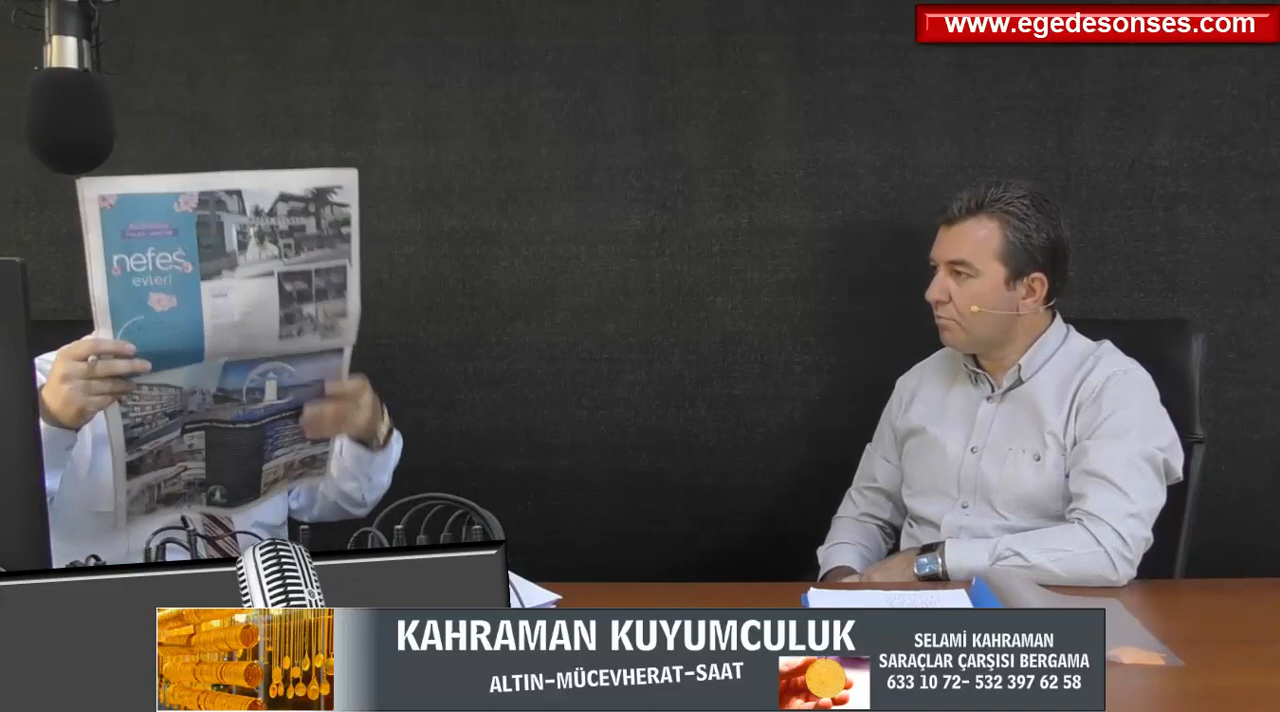 www.egedesonses.com
nefes
evleri
KAHRAMAN KUYUMCULUK
ALTIN-MÜCEVHERAT-SAAT
SELAMİ KAHRAMAN
SARAÇLAR ÇARŞISI BERGAMA
633 10 72- 532 397 62 58